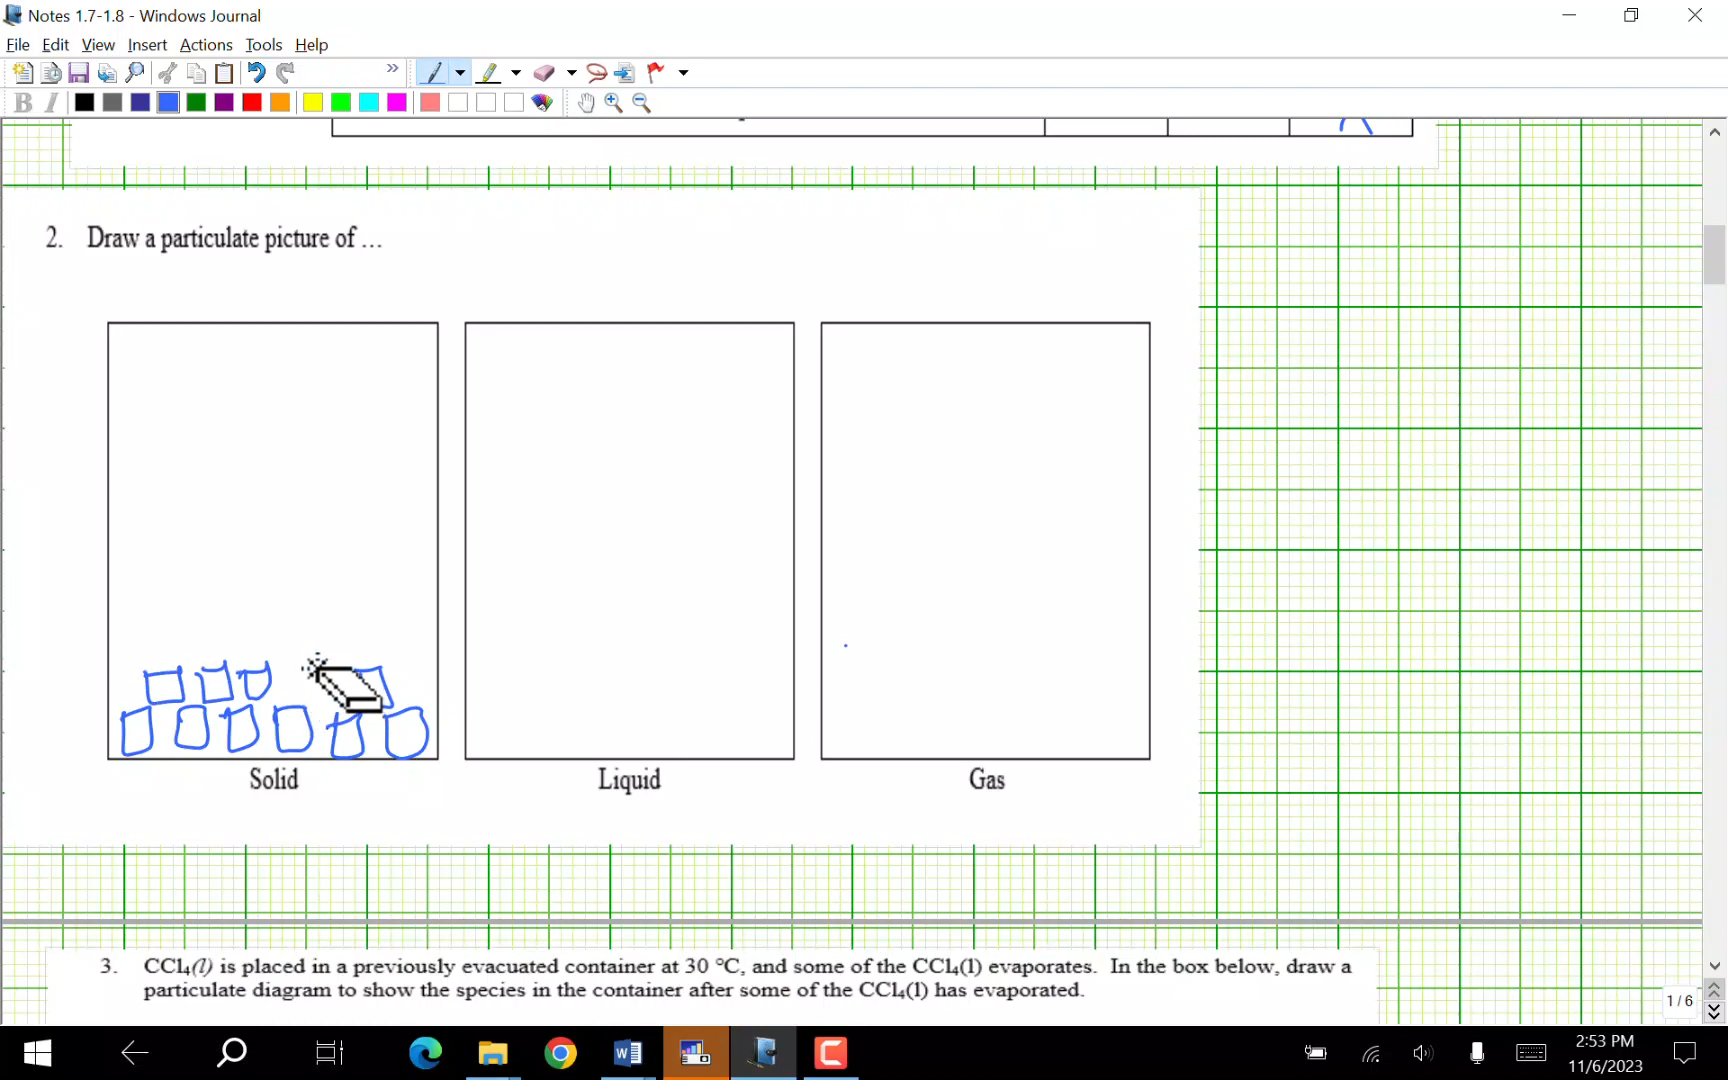 Notes 1.7-1.8 - Windows Journal
File Edit View Insert Actions Tools Help
B I
2. Draw a particulate picture of ...
Solid Liquid Gas
3. CCl₄(l) is placed in a previously evacuated container at 30 °C, and some of the CCl₄(l) evaporates. In the box below, draw a
particulate diagram to show the species in the container after some of the CCl₄(l) has evaporated.
1 / 6
2:53 PM
11/6/2023